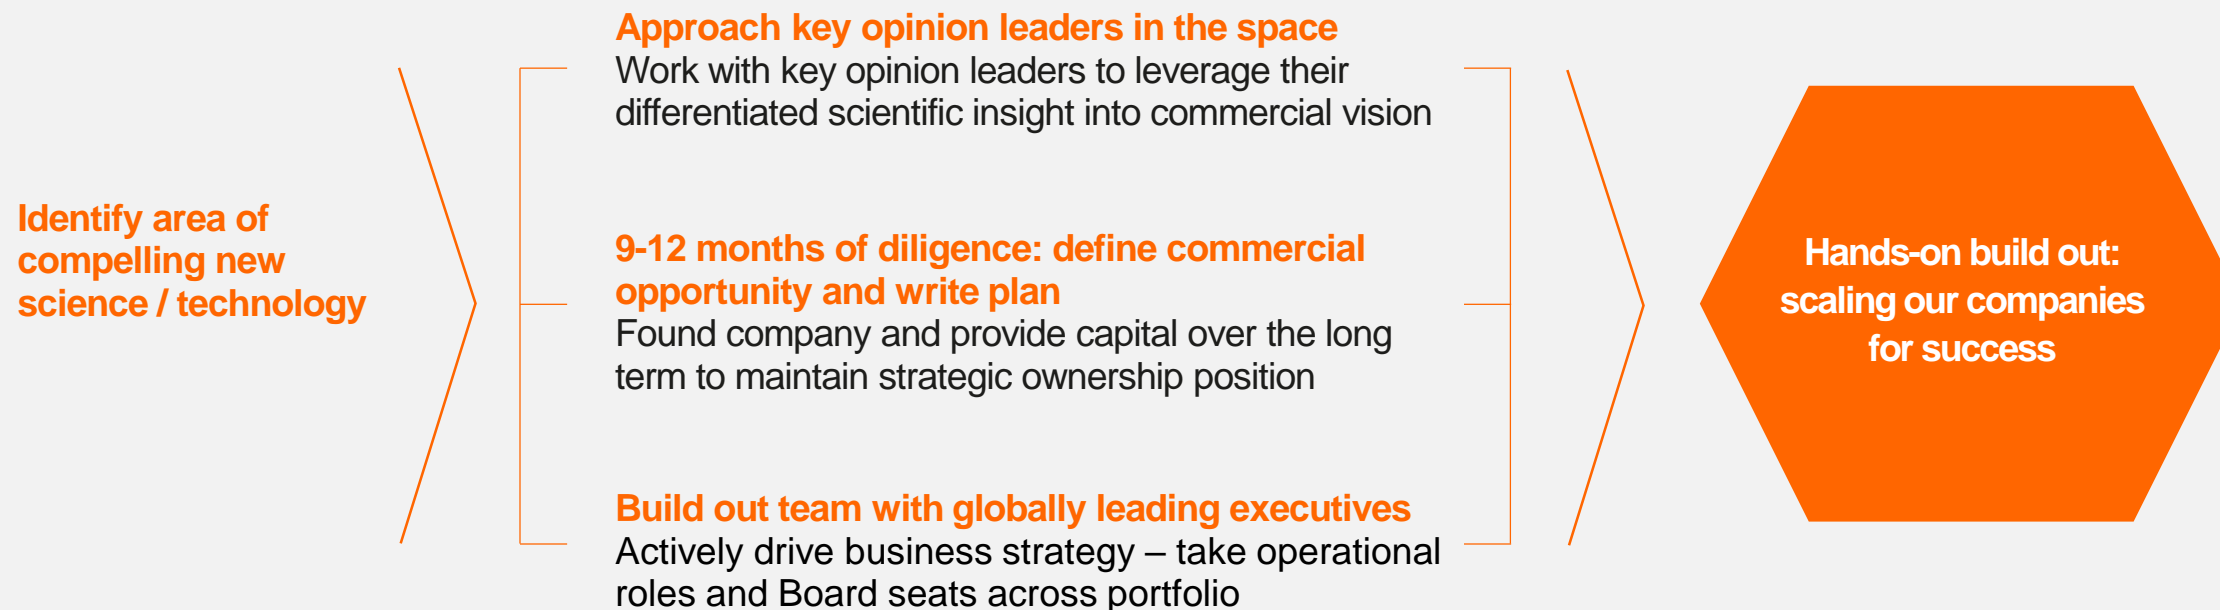 Identify area of
compelling new
science / technology
Approach key opinion leaders in the space
Work with key opinion leaders to leverage their
differentiated scientific insight into commercial vision
9-12 months of diligence: define commercial
opportunity and write plan
Found company and provide capital over the long
term to maintain strategic ownership position
Build out team with globally leading executives
Actively drive business strategy – take operational
roles and Board seats across portfolio
Hands-on build out:
scaling our companies
for success